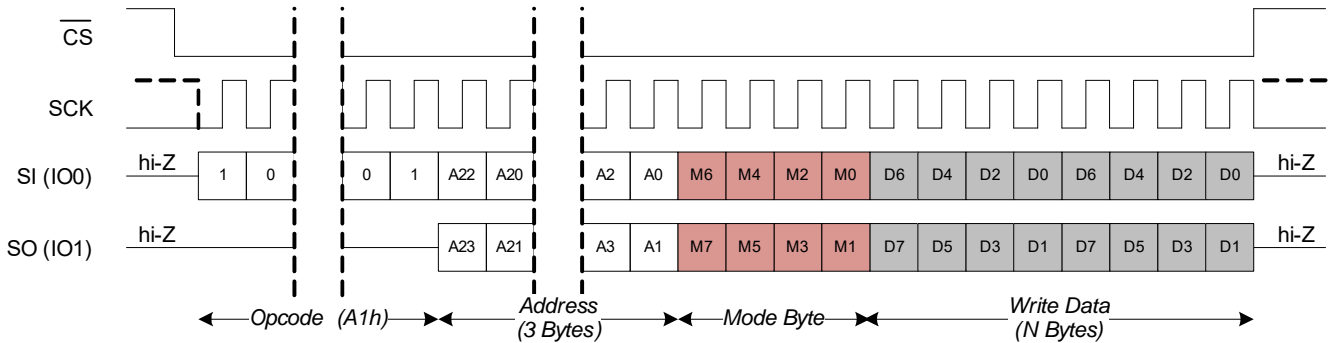 CS
SCK
SI (IO0) hi-Z 1 0 0 1 A22 A20 A2 A0 M6 M4 M2 M0 D6 D4 D2 D0 D6 D4 D2 D0 hi-Z
SO (IO1) hi-Z A23 A21 A3 A1 M7 M5 M3 M1 D7 D5 D3 D1 D7 D5 D3 D1 hi-Z
Opcode (A1h) Address Mode Byte Write Data
(3 Bytes) (N Bytes)